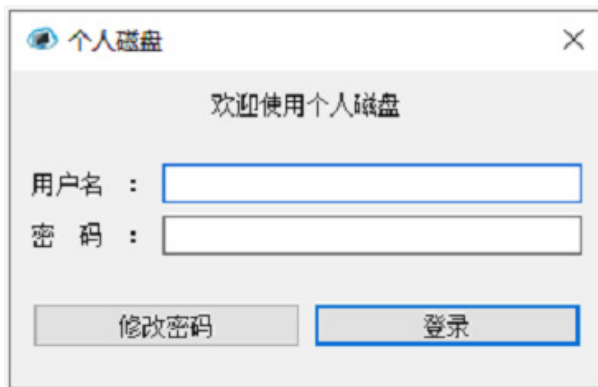 个人磁盘
欢迎使用个人磁盘
用户名 :
密 码 :
修改密码 登录